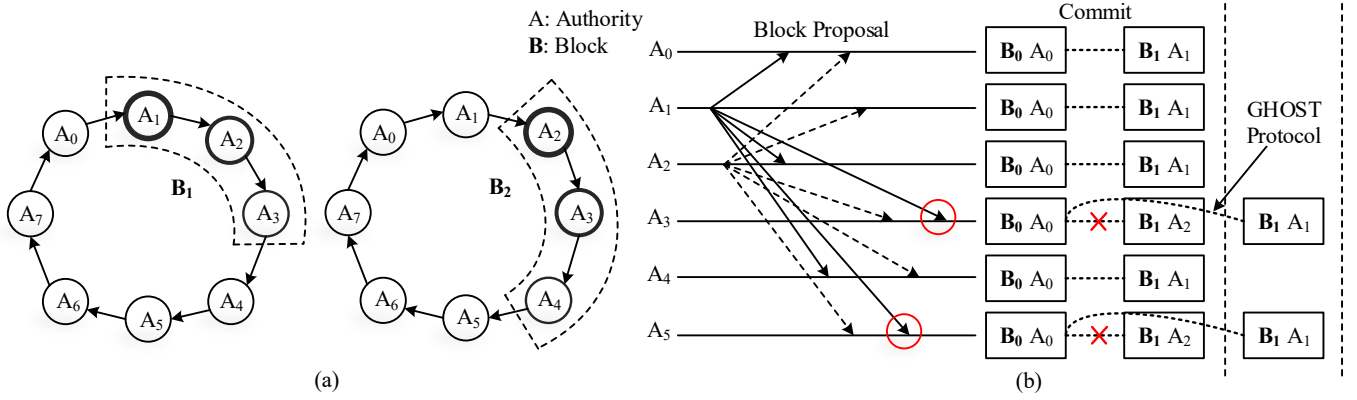 A: Authority
B: Block
A0
A1
A2
A3
A4
A5
A6
A7
B1
A0
A1
A2
A3
A4
A5
A6
A7
B2
(a)
Block Proposal
Commit
A0
B0 A0
B1 A1
A1
B0 A0
B1 A1
GHOST
Protocol
A2
B0 A0
B1 A1
A3
B0 A0
B1 A2
B1 A1
A4
B0 A0
B1 A1
A5
B0 A0
B1 A2
B1 A1
(b)